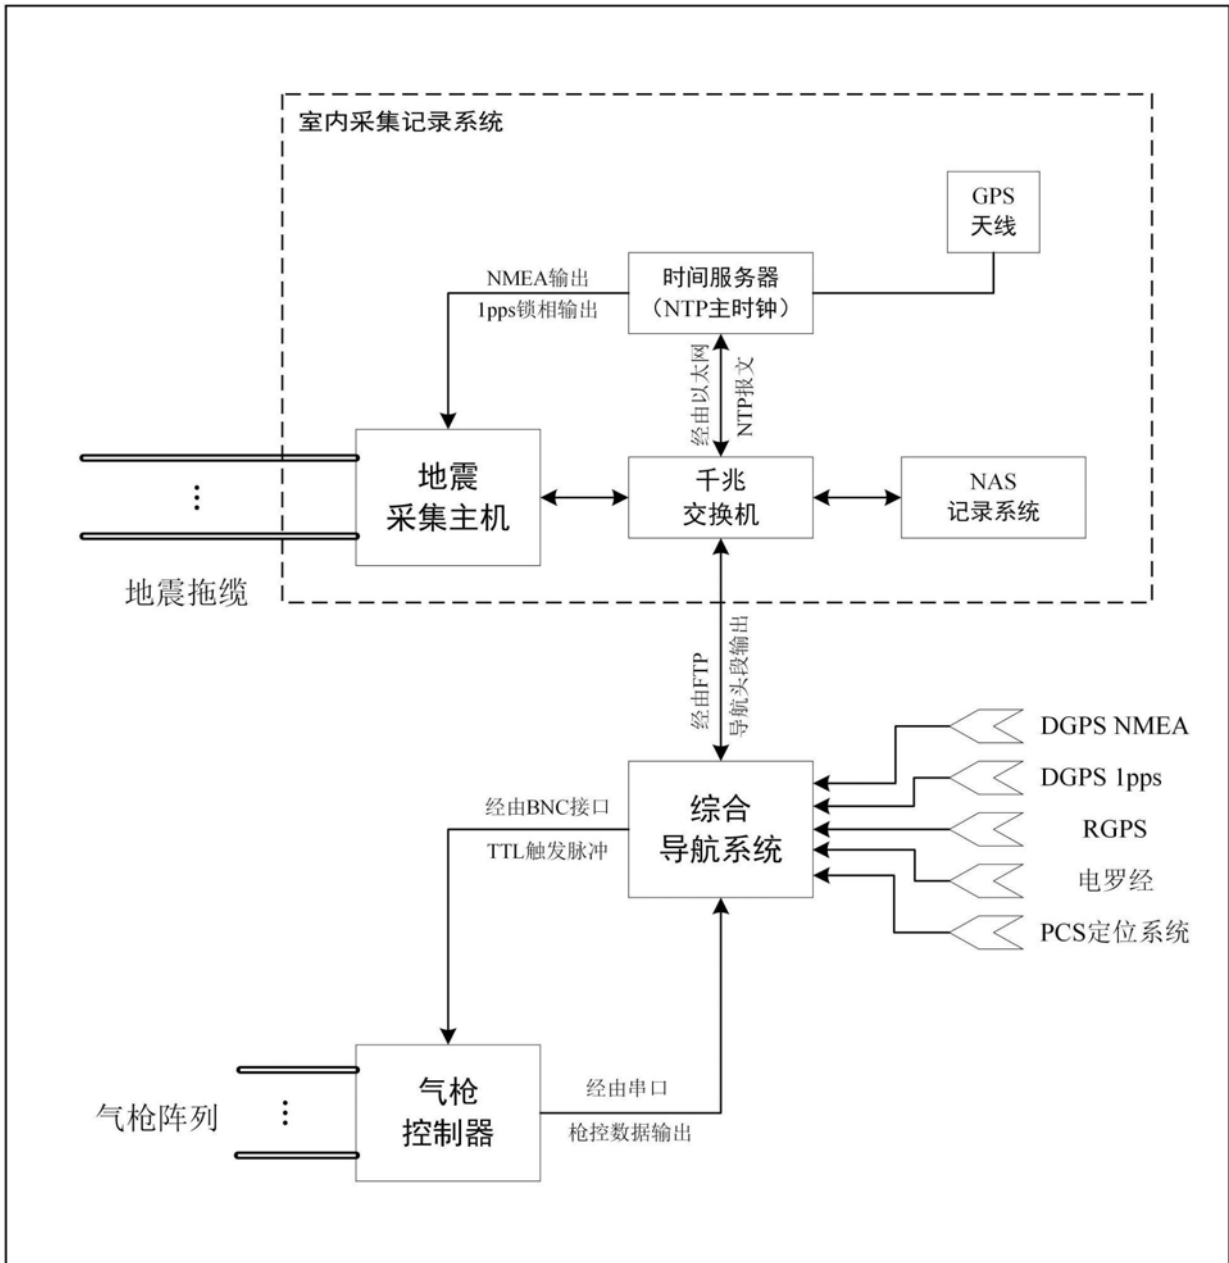 室内采集记录系统
GPS
天线
NMEA输出
1pps锁相输出
时间服务器
（NTP主时钟）
经由以太网
NTP报文
地震
采集主机
千兆
交换机
NAS
记录系统
地震拖缆
经由FTP
导航头段输出
DGPS NMEA
DGPS 1pps
RGPS
电罗经
PCS定位系统
综合
导航系统
经由BNC接口
TTL触发脉冲
气枪
控制器
气枪阵列
经由串口
枪控数据输出